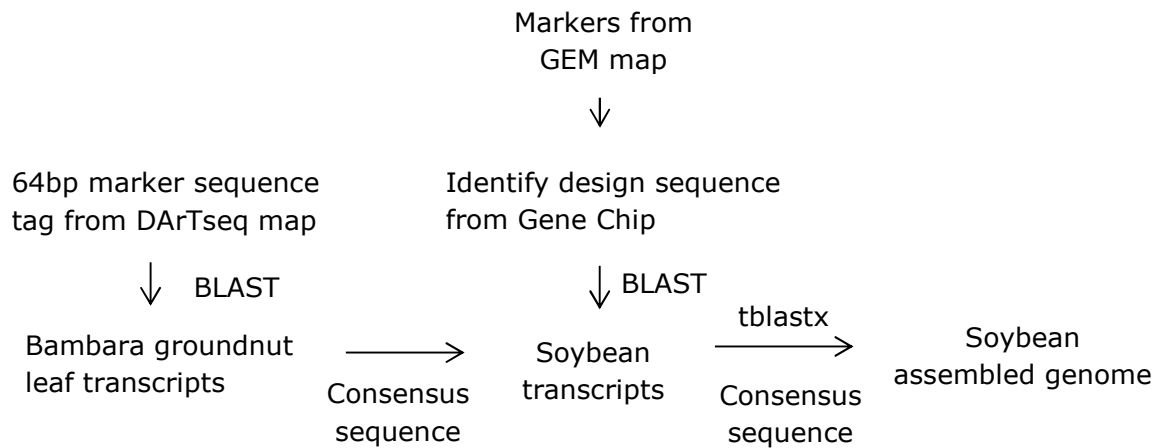 Markers from
GEM map
64bp marker sequence
tag from DArTseq map
Identify design sequence
from Gene Chip
BLAST
BLAST
tblastx
Bambara groundnut
leaf transcripts
Consensus
sequence
Soybean
transcripts
Consensus
sequence
Soybean
assembled genome